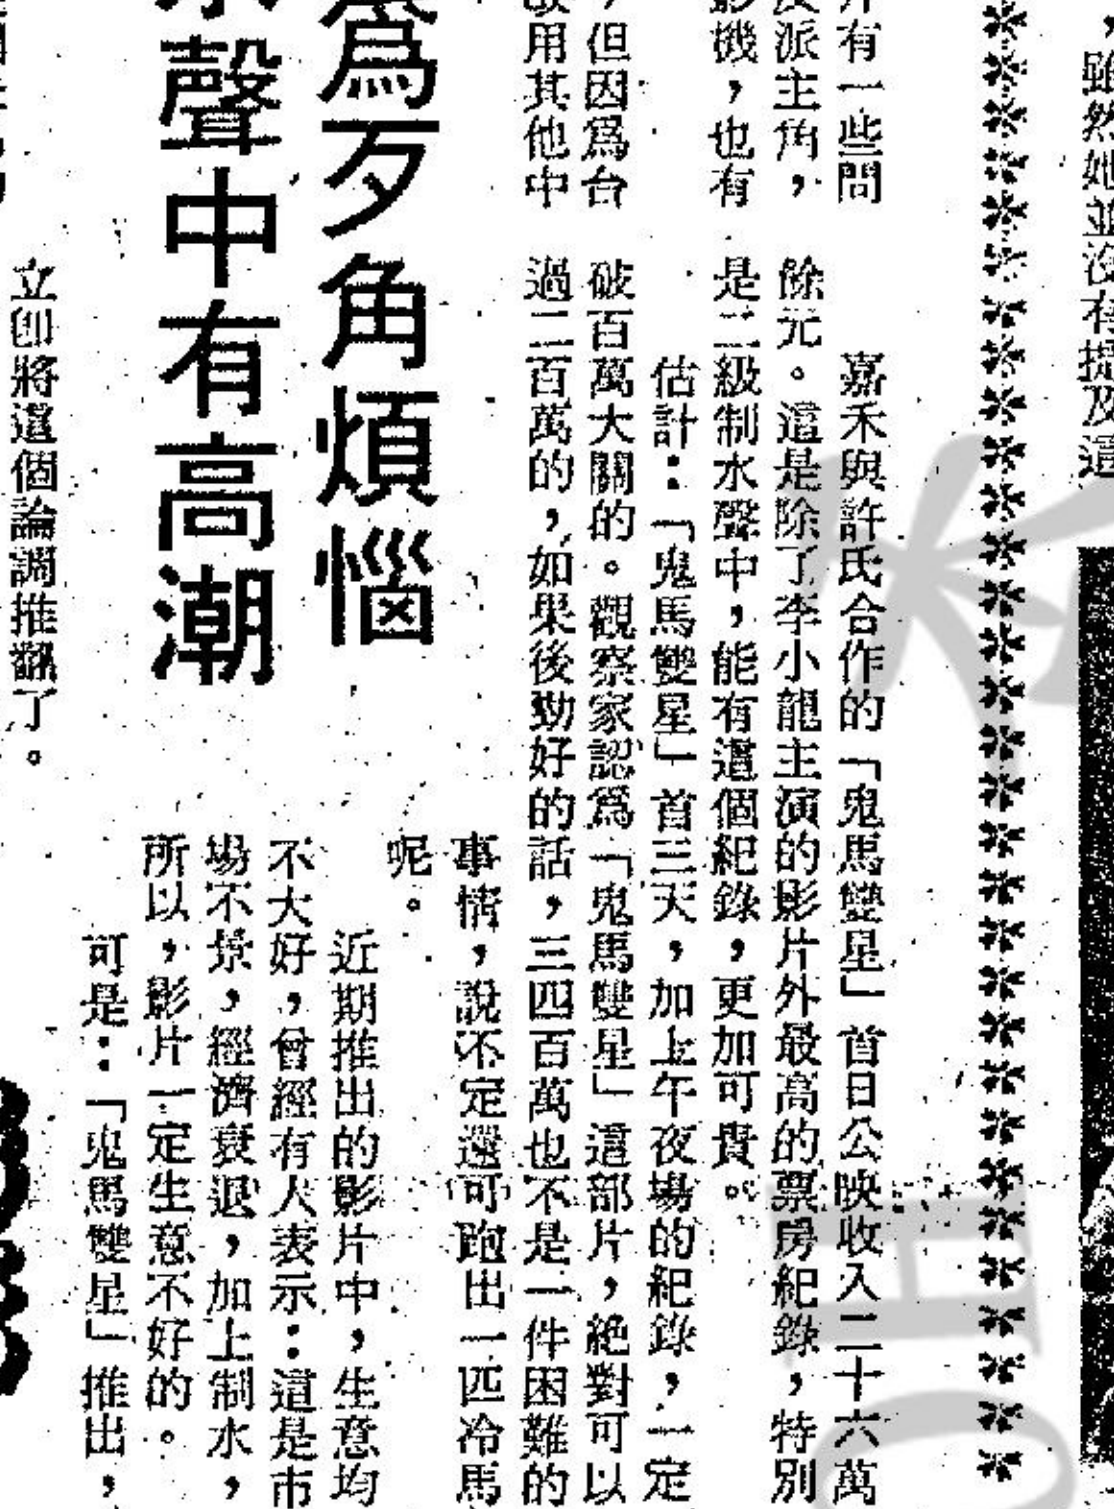 ，雖然她並沒有提及這
有一些問
派主角，
影機，也有
，但因爲台
用其他中
嘉禾與許氏合作的「鬼馬雙星」首日公映收入二十六萬
餘元。這是除了李小龍主演的影片外最高的票房紀錄，特別
是二級制水聲中，能有這個紀錄，更加可貴。
估計：「鬼馬雙星」首三天，加上午夜場的紀錄，一定
破百萬大關的。觀察家認爲「鬼馬雙星」這部片，絕對可以
過二百萬的，如果後勁好的話，三四百萬也不是一件困難的
事情，說不定還可跑出一匹冷馬
呢。
爲歹角煩惱
聲中有高潮
近期推出的影片中，生意均
不大好，曾經有人表示：這是市
場不景，經濟衰退，加上制水，
所以，影片一定生意不好的。
可是：「鬼馬雙星」推出，
立卽將這個論調推翻了。